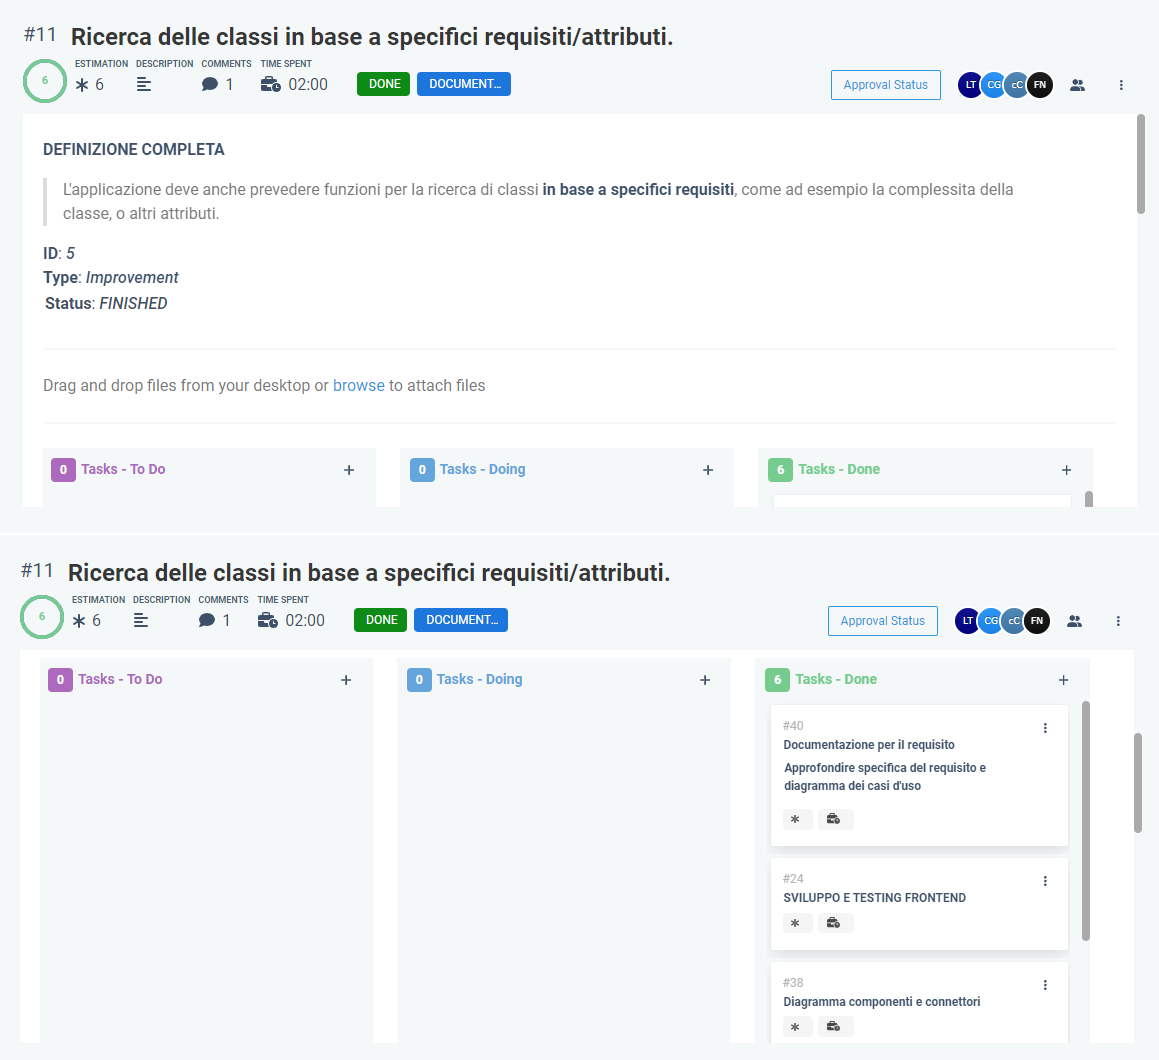 #11 Ricerca delle classi in base a specifici requisiti/attributi.
6
ESTIMATION DESCRIPTION COMMENTS TIME SPENT
6 1 02:00 DONE DOCUMENT...
Approval Status LT CG cC FN
DEFINIZIONE COMPLETA
L'applicazione deve anche prevedere funzioni per la ricerca di classi in base a specifici requisiti, come ad esempio la complessita della
classe, o altri attributi.
ID: 5
Type: Improvement
Status: FINISHED
Drag and drop files from your desktop or browse to attach files
0 Tasks - To Do +
0 Tasks - Doing +
6 Tasks - Done +
#11 Ricerca delle classi in base a specifici requisiti/attributi.
6
ESTIMATION DESCRIPTION COMMENTS TIME SPENT
6 1 02:00 DONE DOCUMENT...
Approval Status LT CG cC FN
0 Tasks - To Do +
0 Tasks - Doing +
6 Tasks - Done +
#40
Documentazione per il requisito
Approfondire specifica del requisito e
diagramma dei casi d'uso
#24
SVILUPPO E TESTING FRONTEND
#38
Diagramma componenti e connettori